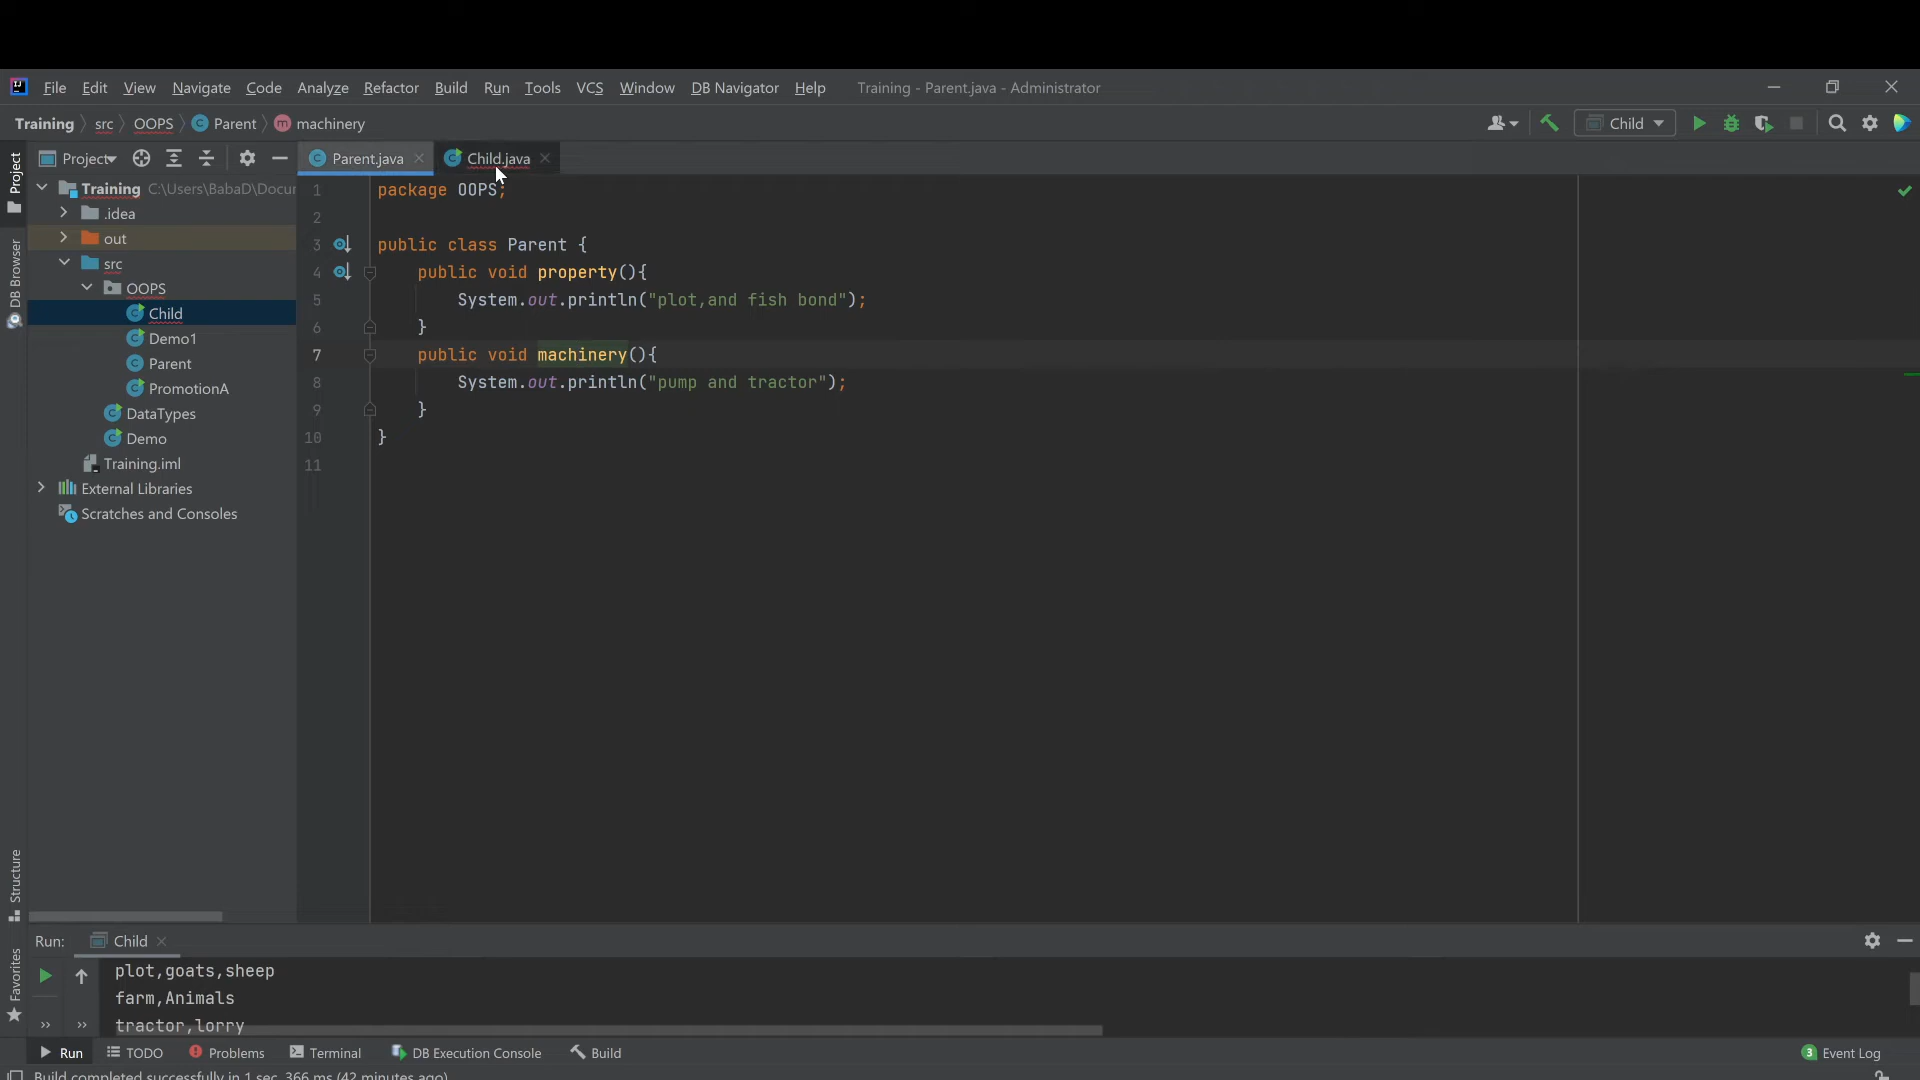 File Edit View Navigate Code Analyze Refactor Build Run Tools VCS Window DB Navigator Help Training - Parent.java - Administrator
Training src OOPS Parent machinery Child
Project Project Parent.java Child.java
Training C:\Users\BabaD\Docu
.idea
out
src
OOPS
Child
Demo1
Parent
PromotionA
DataTypes
Demo
Training.iml
External Libraries
Scratches and Consoles
DB Browser
Structure
Favorites
1 package OOPS;
2
3 public class Parent {
4 public void property(){
5 System.out.println("plot,and fish bond");
6 }
7 public void machinery(){
8 System.out.println("pump and tractor");
9 }
10 }
11
Run: Child
plot,goats,sheep
farm,Animals
tractor,lorry
Run TODO Problems Terminal DB Execution Console Build 3 Event Log
Build completed successfully in 1 sec, 366 ms (42 minutes ago)